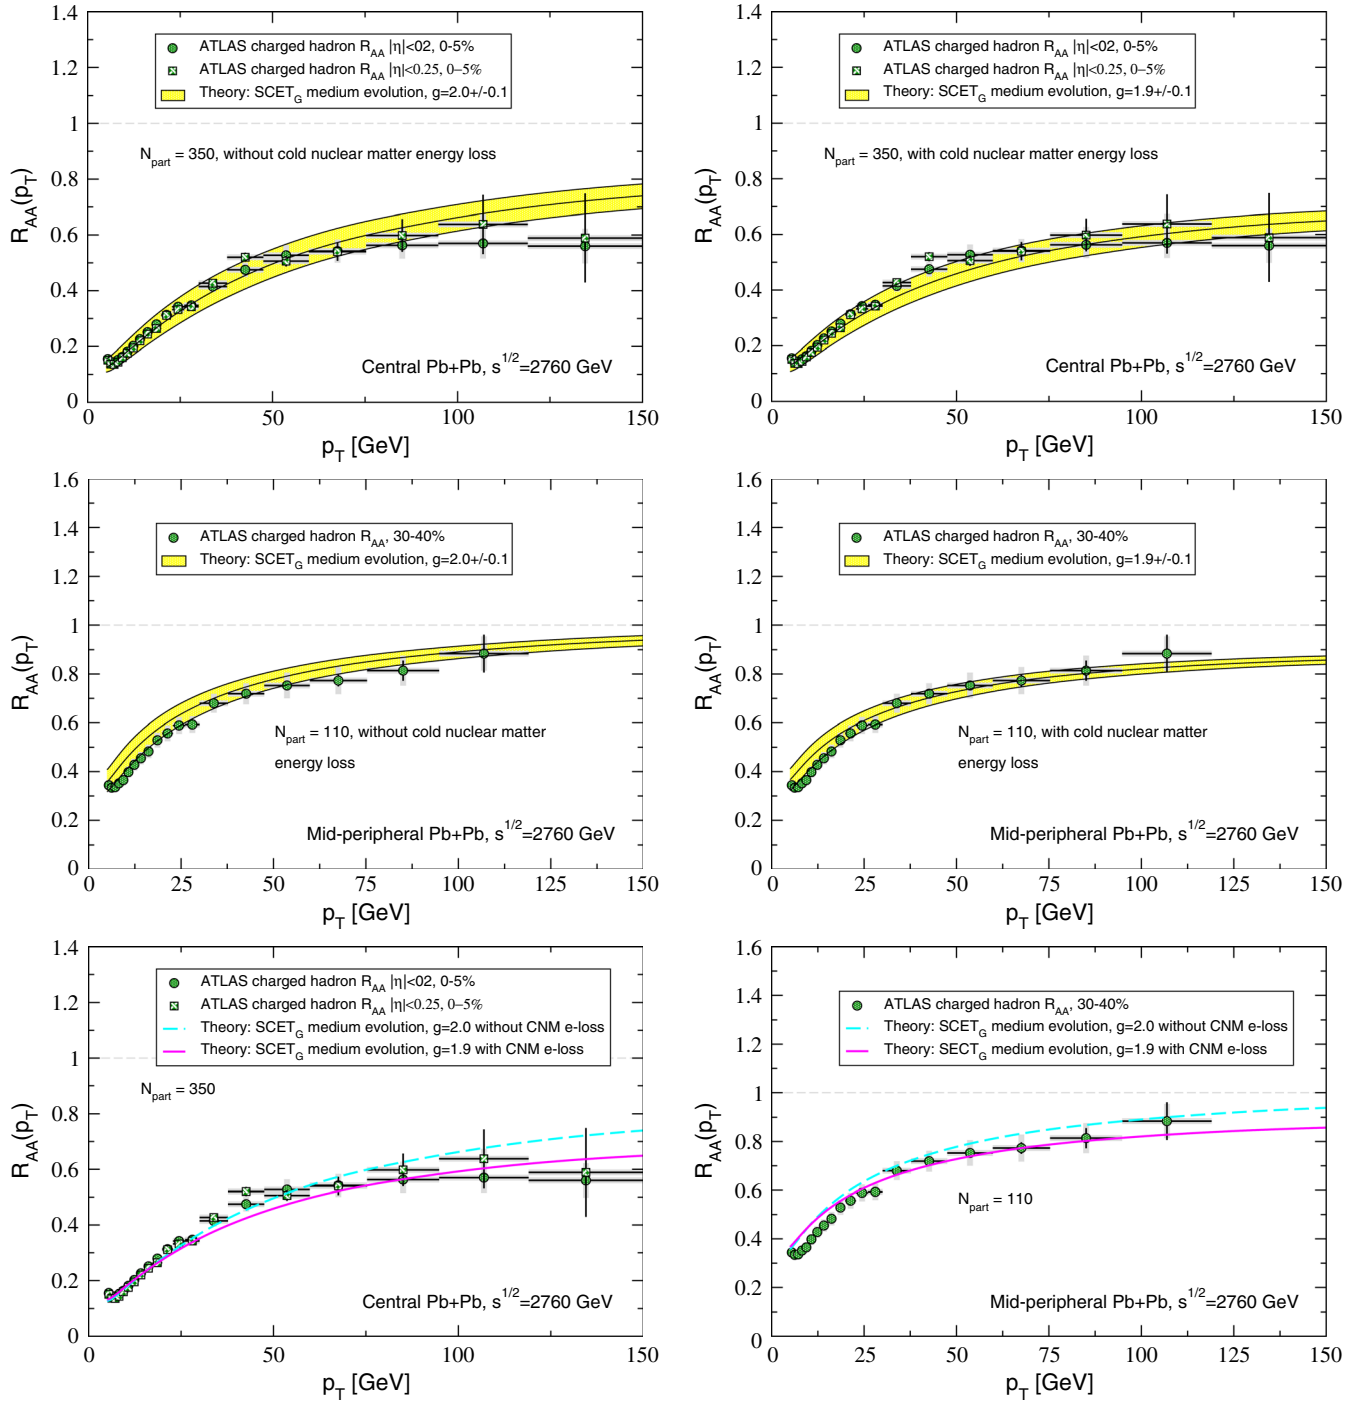 1.4
1.2
1
0.8
0.6
0.4
0.2
0
R_AA(p_T)
ATLAS charged hadron R_AA |η|<02, 0-5%
ATLAS charged hadron R_AA |η|<0.25, 0–5%
Theory: SCET_G medium evolution, g=2.0+/-0.1
N_part = 350, without cold nuclear matter energy loss
Central Pb+Pb, s^1/2=2760 GeV
0 50 100 150
p_T [GeV]
1.4
1.2
1
0.8
0.6
0.4
0.2
0
R_AA(p_T)
ATLAS charged hadron R_AA |η|<02, 0-5%
ATLAS charged hadron R_AA |η|<0.25, 0–5%
Theory: SCET_G medium evolution, g=1.9+/-0.1
N_part = 350, with cold nuclear matter energy loss
Central Pb+Pb, s^1/2=2760 GeV
0 50 100 150
p_T [GeV]
1.6
1.4
1.2
1
0.8
0.6
0.4
0.2
0
R_AA(p_T)
ATLAS charged hadron R_AA, 30-40%
Theory: SCET_G medium evolution, g=2.0+/-0.1
N_part = 110, without cold nuclear matter
energy loss
Mid-peripheral Pb+Pb, s^1/2=2760 GeV
0 25 50 75 100 125 150
p_T [GeV]
1.6
1.4
1.2
1
0.8
0.6
0.4
0.2
0
R_AA(p_T)
ATLAS charged hadron R_AA, 30-40%
Theory: SCET_G medium evolution, g=1.9+/-0.1
N_part = 110, with cold nuclear matter
energy loss
Mid-peripheral Pb+Pb, s^1/2=2760 GeV
0 25 50 75 100 125 150
p_T [GeV]
1.4
1.2
1
0.8
0.6
0.4
0.2
0
R_AA(p_T)
ATLAS charged hadron R_AA |η|<02, 0-5%
ATLAS charged hadron R_AA |η|<0.25, 0–5%
Theory: SCET_G medium evolution, g=2.0 without CNM e-loss
Theory: SCET_G medium evolution, g=1.9 with CNM e-loss
N_part = 350
Central Pb+Pb, s^1/2=2760 GeV
0 50 100 150
p_T [GeV]
1.6
1.4
1.2
1
0.8
0.6
0.4
0.2
0
R_AA(p_T)
ATLAS charged hadron R_AA, 30-40%
Theory: SCET_G medium evolution, g=2.0 without CNM e-loss
Theory: SECT_G medium evolution, g=1.9 with CNM e-loss
N_part = 110
Mid-peripheral Pb+Pb, s^1/2=2760 GeV
0 25 50 75 100 125 150
p_T [GeV]